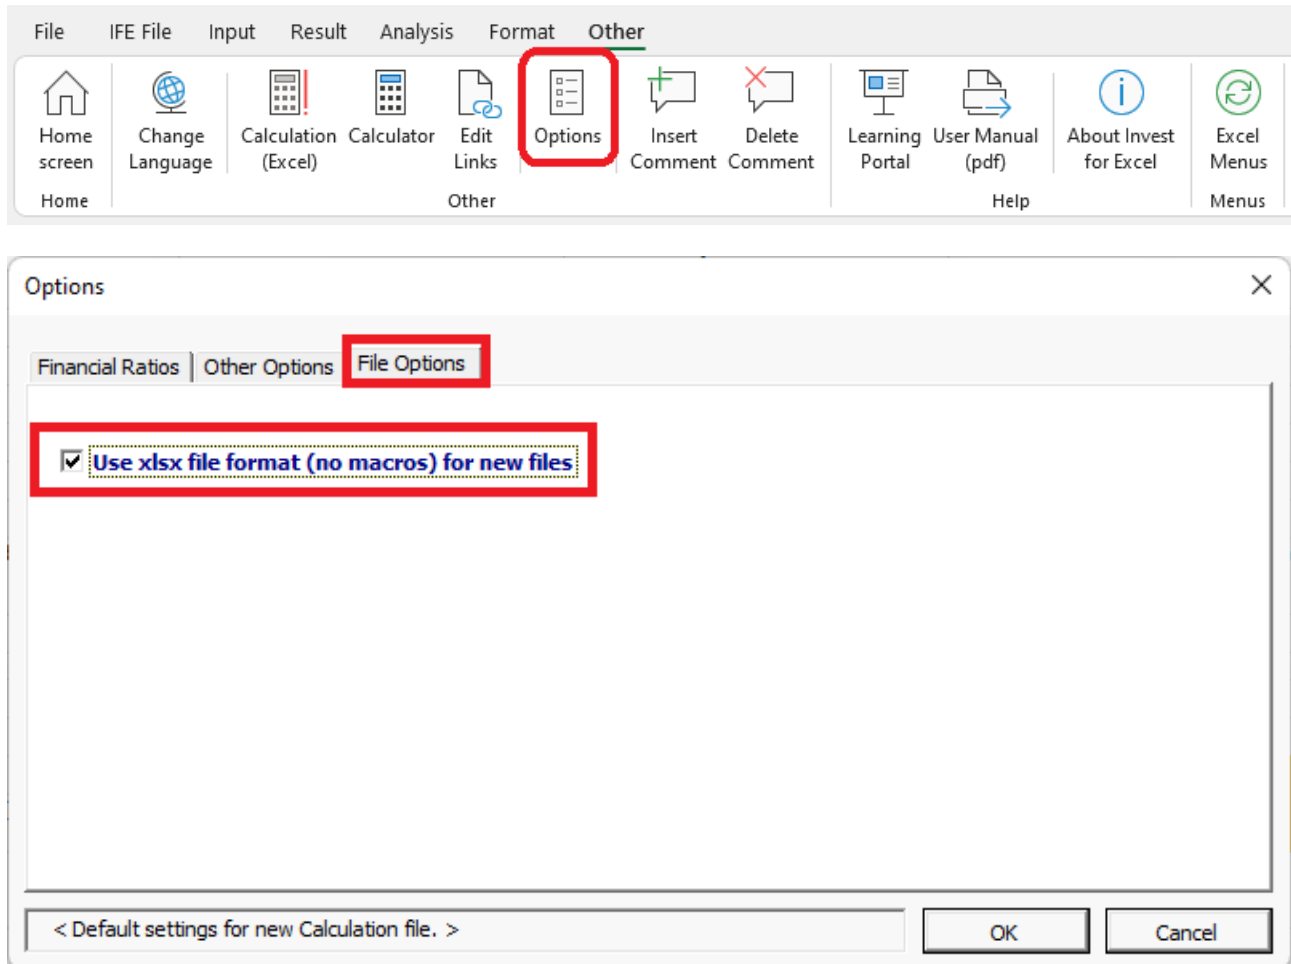 File IFE File Input Result Analysis Format Other
Home Change Calculation Calculator Edit Options Insert Delete Learning User Manual About Invest Excel
screen Language (Excel) Links Comment Comment Portal (pdf) for Excel Menus
Home Other Help Menus
Options
Financial Ratios Other Options File Options
Use xlsx file format (no macros) for new files
< Default settings for new Calculation file. > OK Cancel